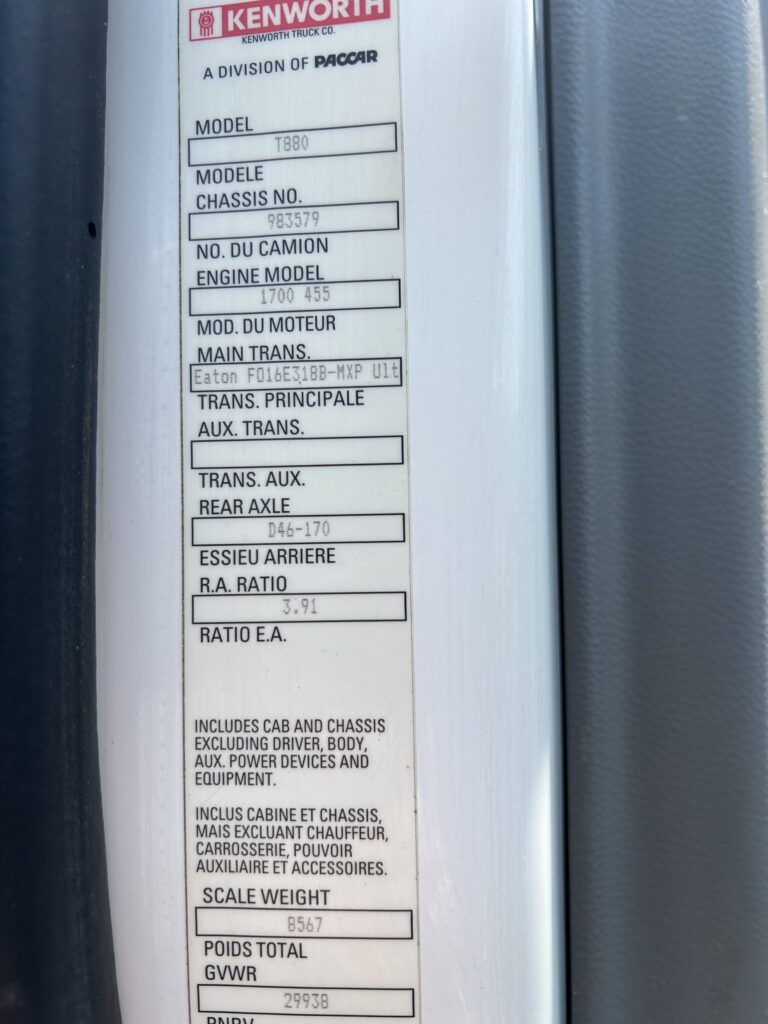 KENWORTH
KENWORTH TRUCK CO.
A DIVISION OF PACCAR
MODEL
T880
MODELE
CHASSIS NO.
983579
NO. DU CAMION
ENGINE MODEL
1700 455
MOD. DU MOTEUR
MAIN TRANS.
Eaton FO16E318B-MXP Ult
TRANS. PRINCIPALE
AUX. TRANS.
TRANS. AUX.
REAR AXLE
D46-170
ESSIEU ARRIERE
R.A. RATIO
3.91
RATIO E.A.
INCLUDES CAB AND CHASSIS
EXCLUDING DRIVER, BODY,
AUX. POWER DEVICES AND
EQUIPMENT.
INCLUS CABINE ET CHASSIS,
MAIS EXCLUANT CHAUFFEUR,
CARROSSERIE, POUVOIR
AUXILIAIRE ET ACCESSOIRES.
SCALE WEIGHT
8567
POIDS TOTAL
GVWR
29938